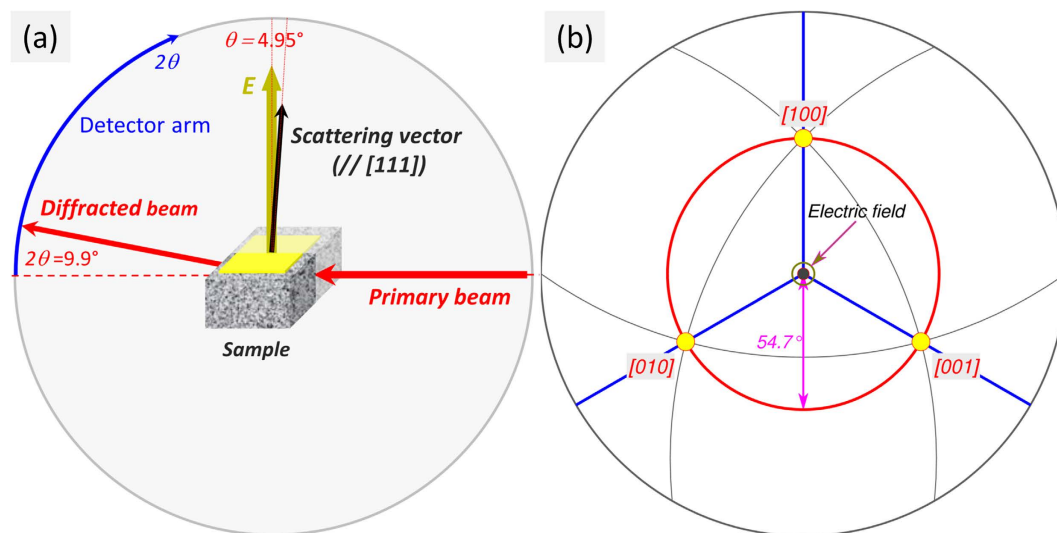 (a)
θ = 4.95°
2θ
E
Detector arm
Scattering vector
(// [111])
Diffracted beam
2θ=9.9°
Primary beam
Sample
(b)
[100]
Electric field
54.7°
[010]
[001]